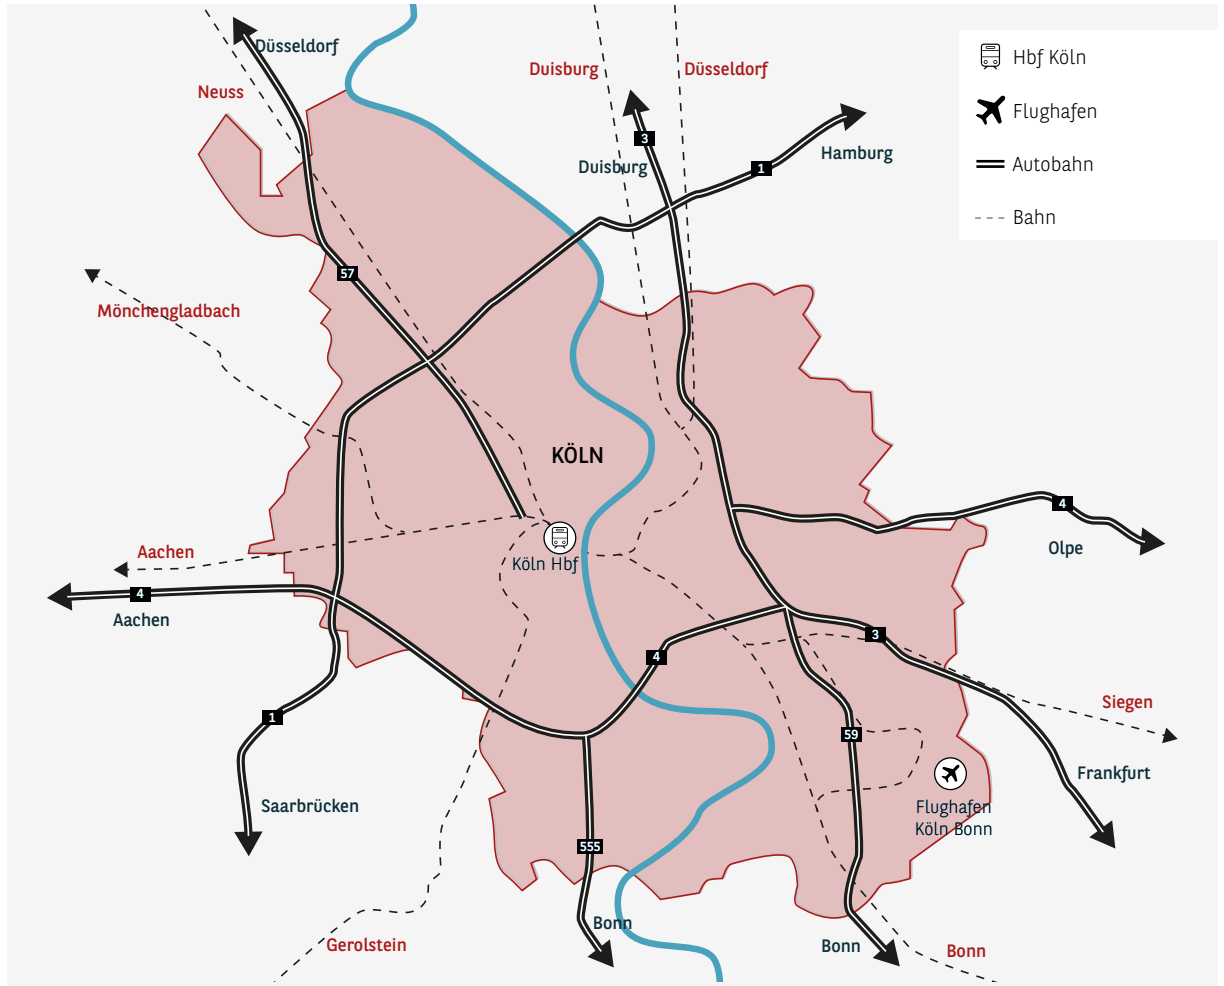 Düsseldorf
Neuss
Duisburg
Düsseldorf
3
Duisburg
1
Hamburg
Hbf Köln
Flughafen
Autobahn
Bahn
57
Mönchengladbach
KÖLN
4
Olpe
Köln Hbf
Aachen
4
Aachen
3
4
Siegen
1
59
Frankfurt
Saarbrücken
Flughafen
Köln Bonn
555
Bonn
Gerolstein
Bonn
Bonn